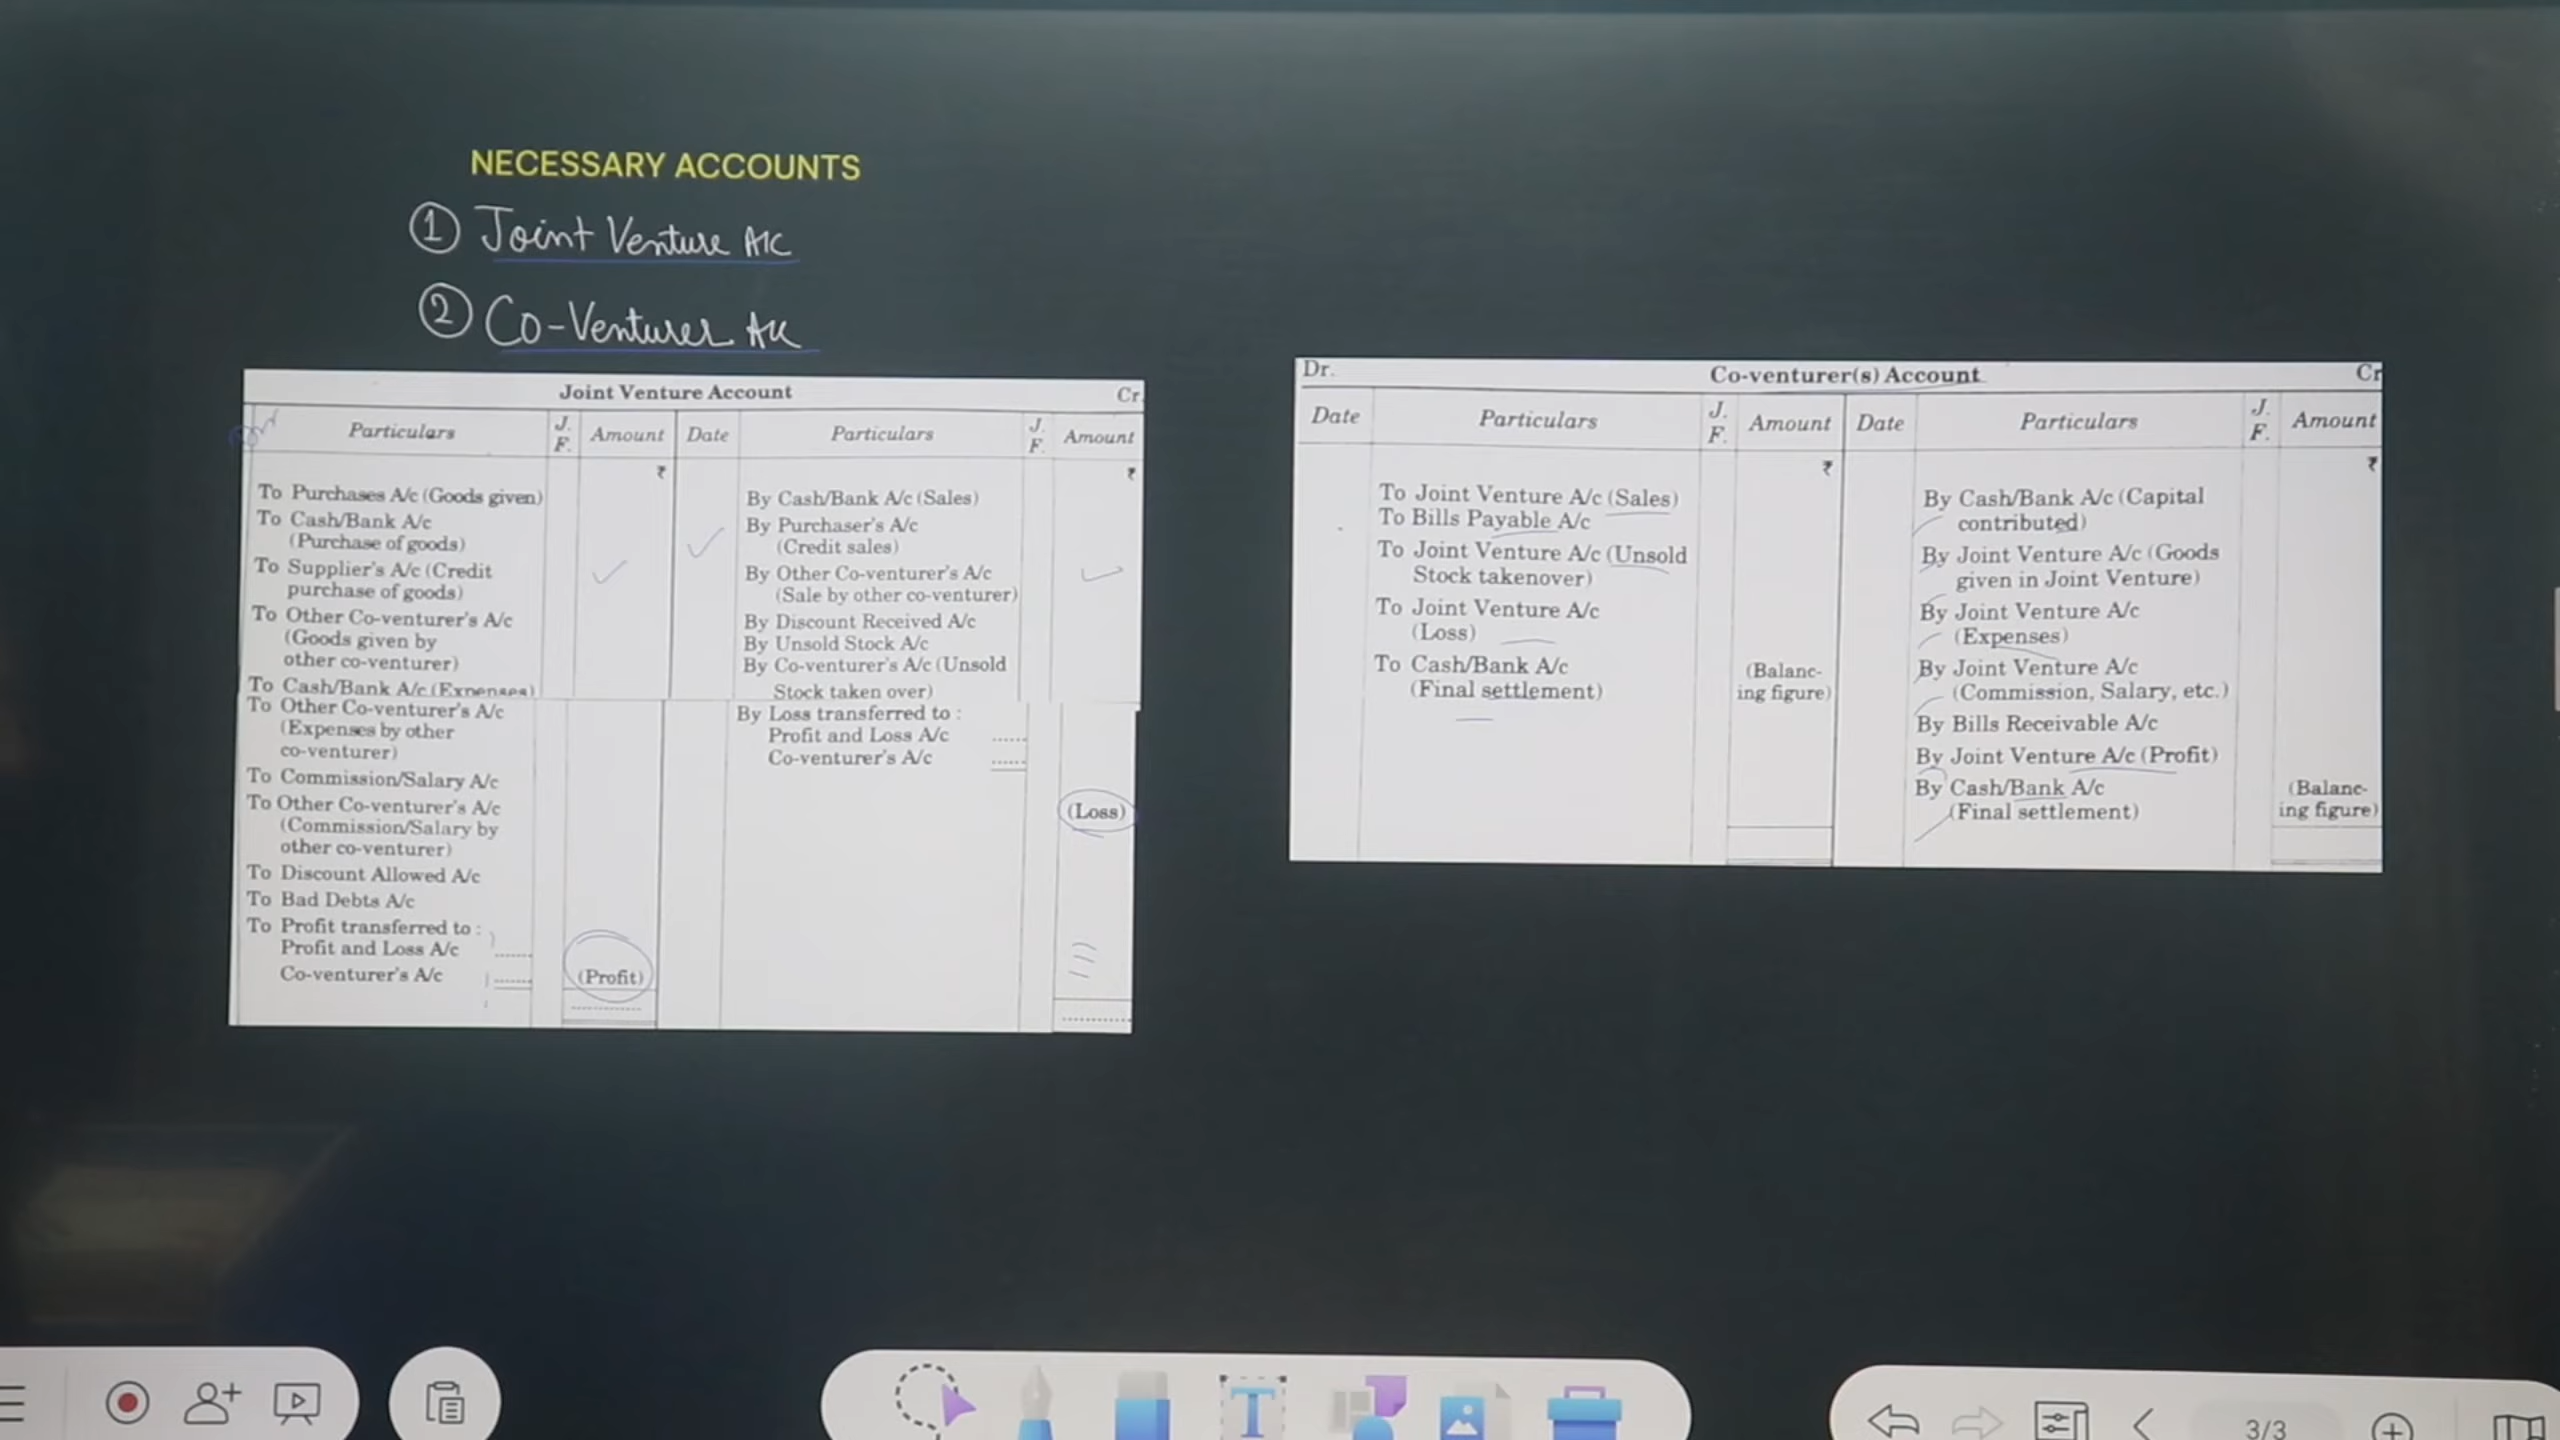 NECESSARY ACCOUNTS
① Joint Venture A/C
② Co-Venturer A/c
Joint Venture Account
Cr.
Particulars J. F. Amount Date Particulars J. F. Amount
₹ ₹
To Purchases A/c (Goods given)
To Cash/Bank A/c
(Purchase of goods)
To Supplier's A/c (Credit
purchase of goods)
To Other Co-venturer's A/c
(Goods given by
other co-venturer)
To Cash/Bank A/c (Expenses)
To Other Co-venturer's A/c
(Expenses by other
co-venturer)
To Commission/Salary A/c
To Other Co-venturer's A/c
(Commission/Salary by
other co-venturer)
To Discount Allowed A/c
To Bad Debts A/c
To Profit transferred to :
Profit and Loss A/c ......
Co-venturer's A/c ......
(Profit)
By Cash/Bank A/c (Sales)
By Purchaser's A/c
(Credit sales)
By Other Co-venturer's A/c
(Sale by other co-venturer)
By Discount Received A/c
By Unsold Stock A/c
By Co-venturer's A/c (Unsold
Stock taken over)
By Loss transferred to :
Profit and Loss A/c ......
Co-venturer's A/c ......
(Loss)
Dr. Co-venturer(s) Account Cr
Date Particulars J. F. Amount Date Particulars J. F. Amount
₹ ₹
To Joint Venture A/c (Sales)
To Bills Payable A/c
To Joint Venture A/c (Unsold
Stock takenover)
To Joint Venture A/c
(Loss)
To Cash/Bank A/c
(Final settlement)
(Balanc-
ing figure)
By Cash/Bank A/c (Capital
contributed)
By Joint Venture A/c (Goods
given in Joint Venture)
By Joint Venture A/c
(Expenses)
By Joint Venture A/c
(Commission, Salary, etc.)
By Bills Receivable A/c
By Joint Venture A/c (Profit)
By Cash/Bank A/c
(Final settlement)
(Balanc-
ing figure)
T
3/3